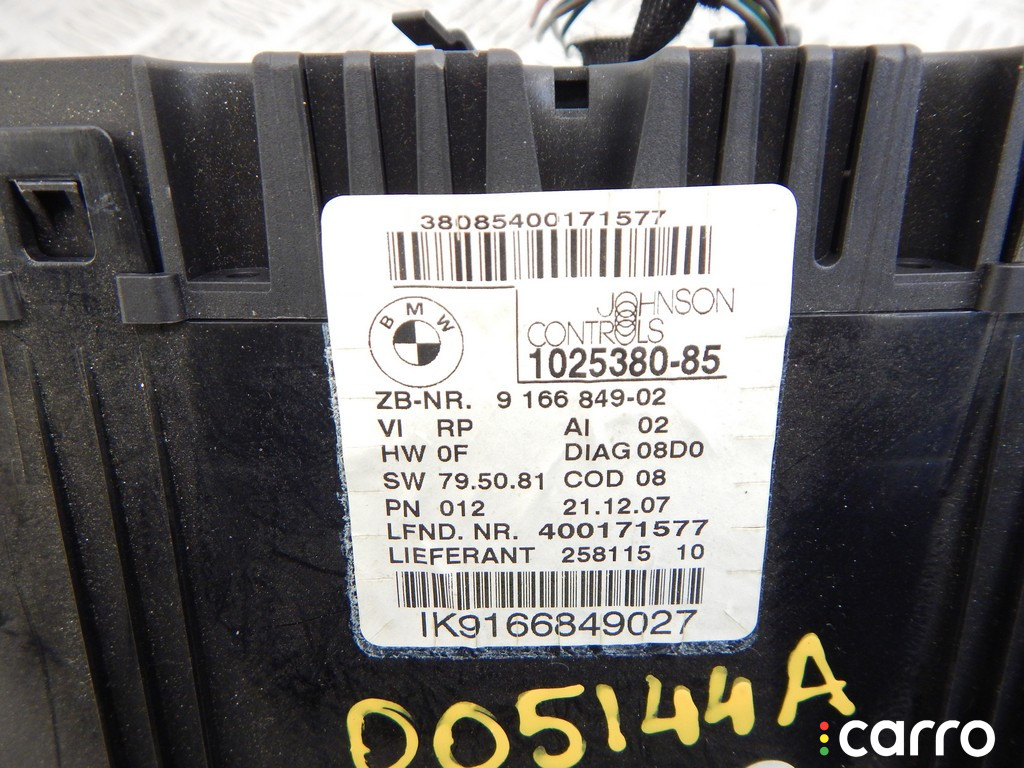 38085400171577
BMW
JOHNSON
CONTROLS
1025380-85
ZB-NR. 9 166 849-02
VI RP AI 02
HW 0F DIAG 08D0
SW 79.50.81 COD 08
PN 012 21.12.07
LFND. NR. 400171577
LIEFERANT 258115 10
IK9166849027
D05144A
carro